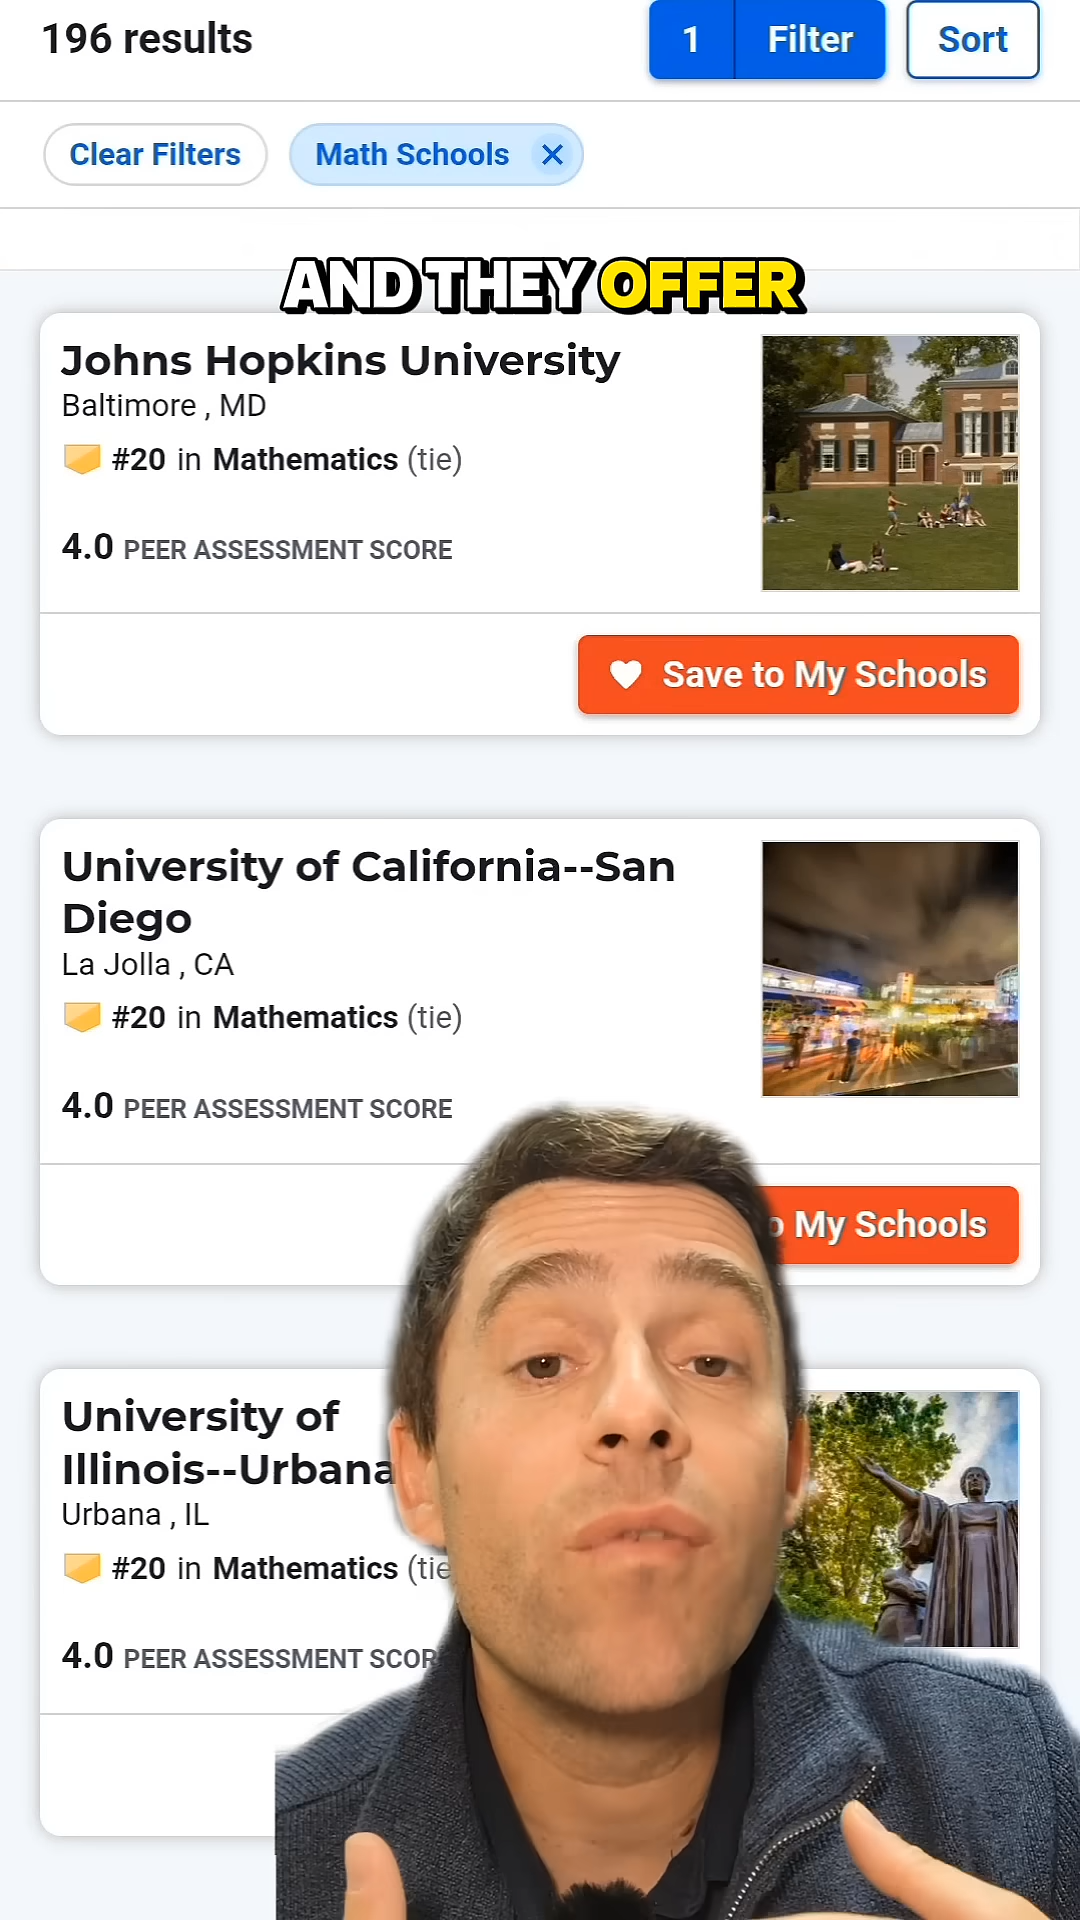 196 results
1 Filter
Sort
Clear Filters
Math Schools
AND THEY OFFER
Johns Hopkins University
Baltimore , MD
#20 in Mathematics (tie)
4.0 PEER ASSESSMENT SCORE
Save to My Schools
University of California--San
Diego
La Jolla , CA
#20 in Mathematics (tie)
4.0 PEER ASSESSMENT SCORE
My Schools
University of
Illinois--Urbana
Urbana , IL
#20 in Mathematics
4.0 PEER ASSESSMENT